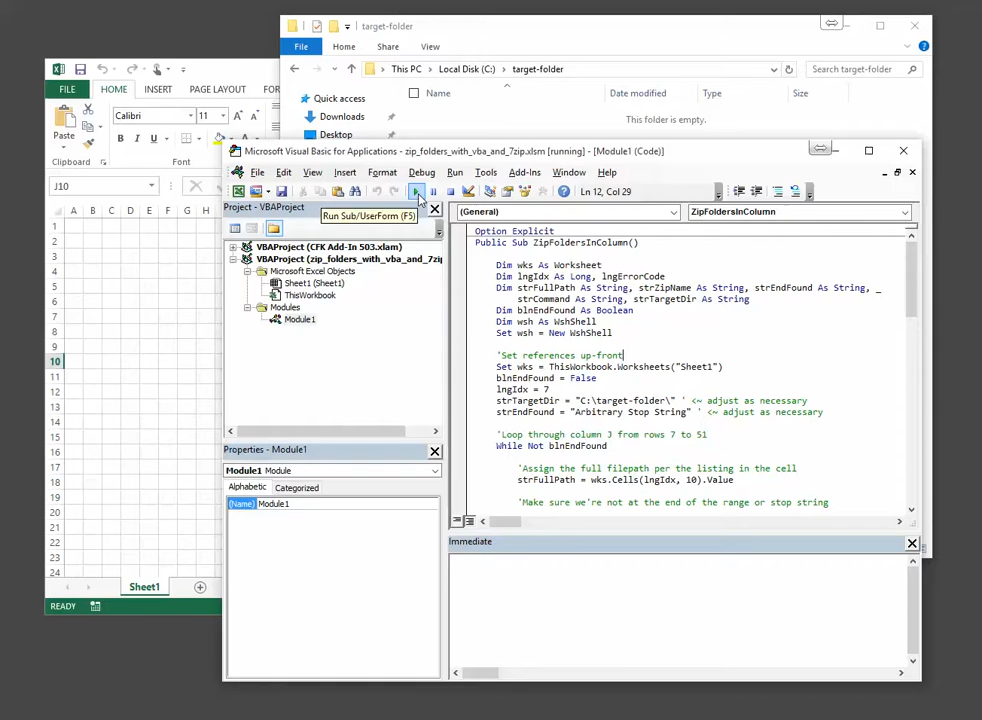 target-folder
File Home Share View
This PC Local Disk (C:) target-folder
Search target-folder
Name Date modified Type Size
This folder is empty.
Quick access
Downloads
Desktop
FILE HOME INSERT PAGE LAYOUT FOR
Paste
Calibri 11
B I U
Clipboard Font
J10
A B C D E F G H
1
2
3
4
5
6
7
8
9
10
11
12
13
14
15
16
17
18
19
20
21
22
23
24
Sheet1
READY
Microsoft Visual Basic for Applications - zip_folders_with_vba_and_7zip.xlsm [running] - [Module1 (Code)]
File Edit View Insert Format Debug Run Tools Add-Ins Window Help
Ln 12, Col 29
Run Sub/UserForm (F5)
Project - VBAProject
VBAProject (CFK Add-In 503.xlam)
VBAProject (zip_folders_with_vba_and_7zip
Microsoft Excel Objects
Sheet1 (Sheet1)
ThisWorkbook
Modules
Module1
Properties - Module1
Module1 Module
Alphabetic Categorized
(Name) Module1
(General) ZipFoldersInColumn
Option Explicit
Public Sub ZipFoldersInColumn()
Dim wks As Worksheet
Dim lngIdx As Long, lngErrorCode
Dim strFullPath As String, strZipName As String, strEndFound As String, _
strCommand As String, strTargetDir As String
Dim blnEndFound As Boolean
Dim wsh As WshShell
Set wsh = New WshShell
'Set references up-front
Set wks = ThisWorkbook.Worksheets("Sheet1")
blnEndFound = False
lngIdx = 7
strTargetDir = "C:\target-folder\" ' <~ adjust as necessary
strEndFound = "Arbitrary Stop String" ' <~ adjust as necessary
'Loop through column J from rows 7 to 51
While Not blnEndFound
'Assign the full filepath per the listing in the cell
strFullPath = wks.Cells(lngIdx, 10).Value
'Make sure we're not at the end of the range or stop string
Immediate